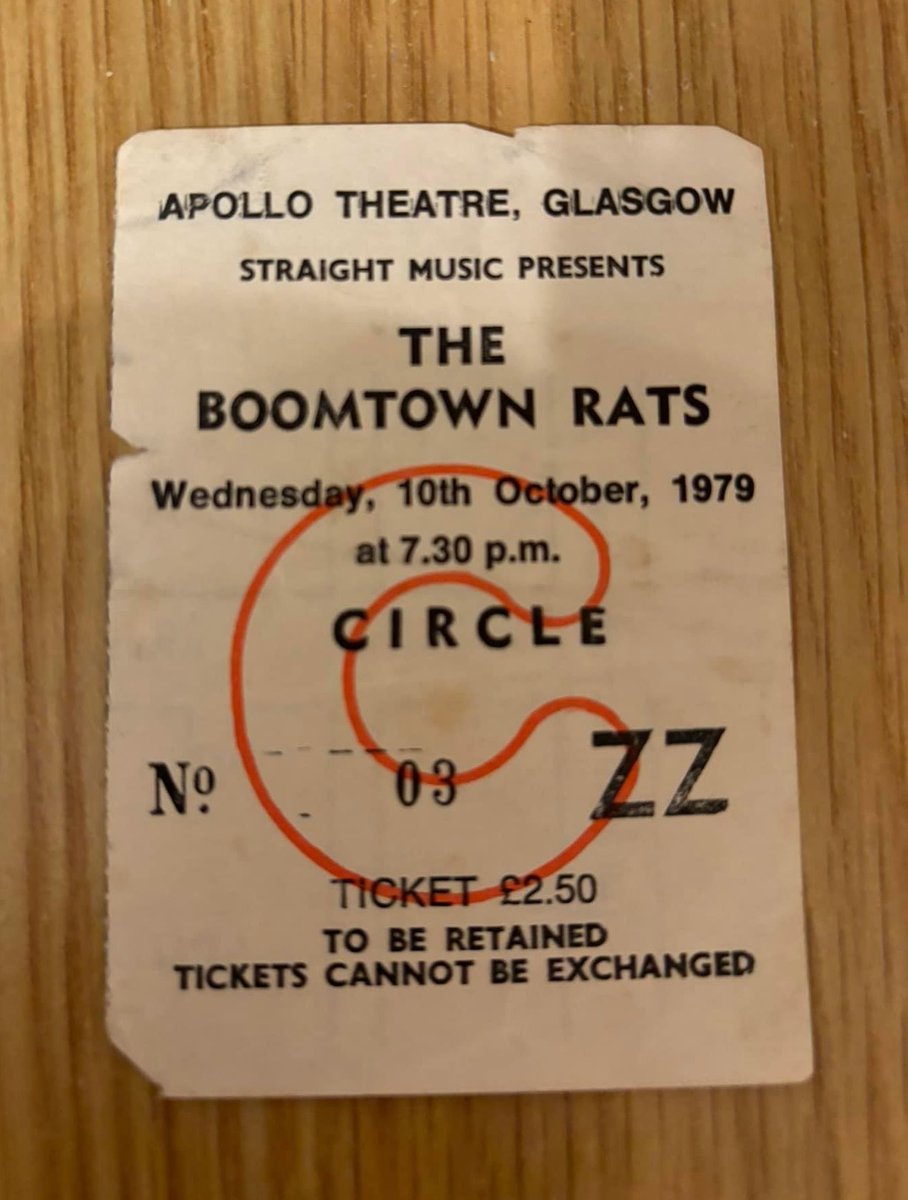 APOLLO THEATRE, GLASGOW
STRAIGHT MUSIC PRESENTS
THE
BOOMTOWN RATS
Wednesday, 10th October, 1979
at 7.30 p.m.
CIRCLE
Nº 03 ZZ
TICKET £2.50
TO BE RETAINED
TICKETS CANNOT BE EXCHANGED